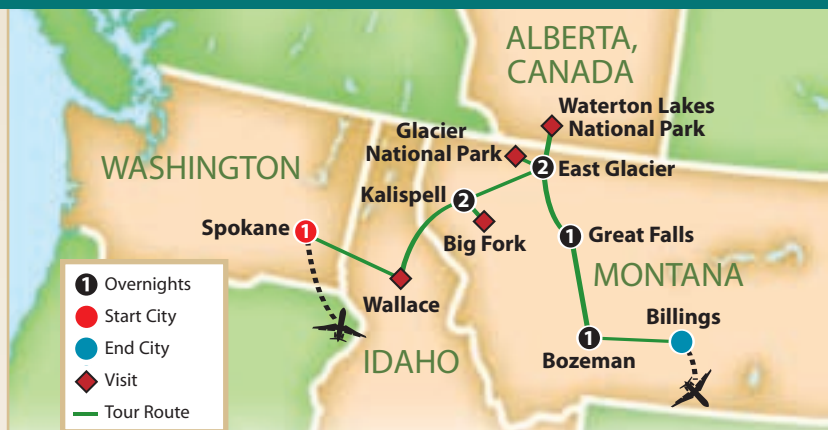 ALBERTA,
CANADA
Waterton Lakes
National Park
Glacier
National Park
WASHINGTON
2
East Glacier
Kalispell
2
Spokane
1
Big Fork
1
Great Falls
MONTANA
Wallace
Billings
IDAHO
1
Bozeman
1 Overnights
Start City
End City
Visit
Tour Route